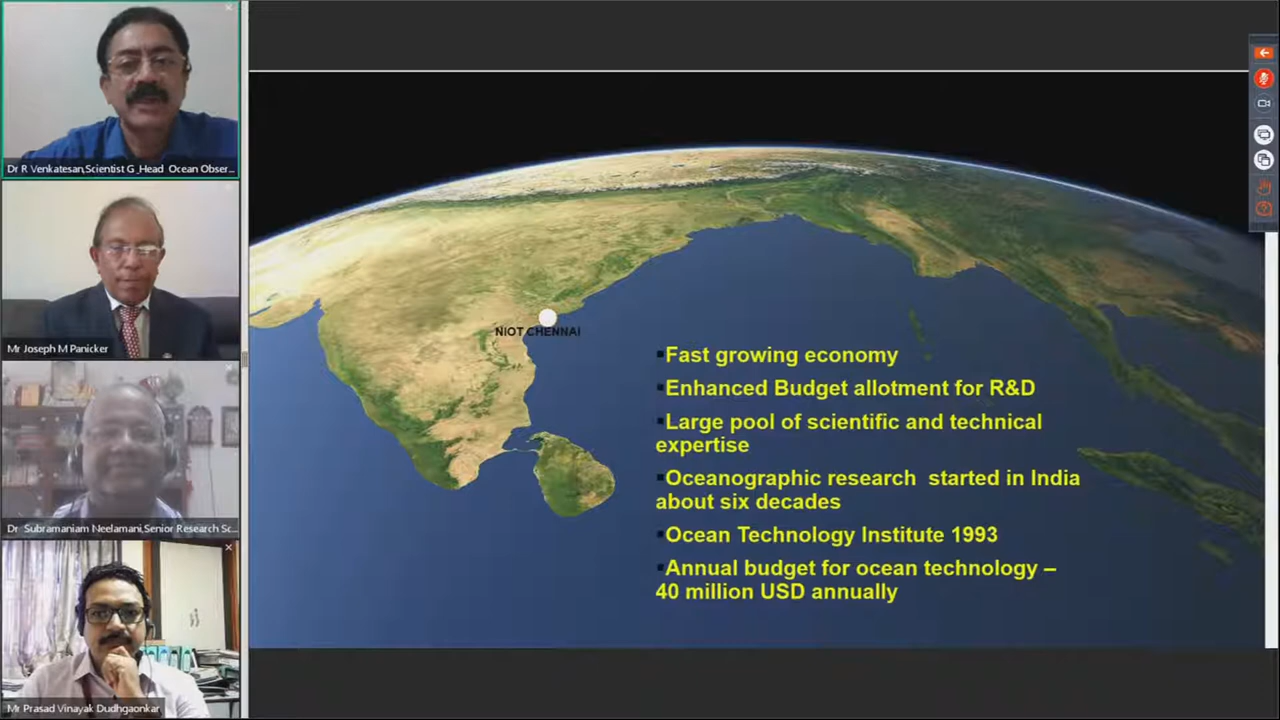 Dr R Venkatesan,Scientist G ,Head Ocean Obser...
Mr Joseph M Panicker
Dr Subramaniam Neelamani,Senior Research Sc...
Mr Prasad Vinayak Dudhgaonkar
NIOT CHENNAI
▪Fast growing economy
▪Enhanced Budget allotment for R&D
▪Large pool of scientific and technical
expertise
▪Oceanographic research started in India
about six decades
▪Ocean Technology Institute 1993
▪Annual budget for ocean technology –
40 million USD annually